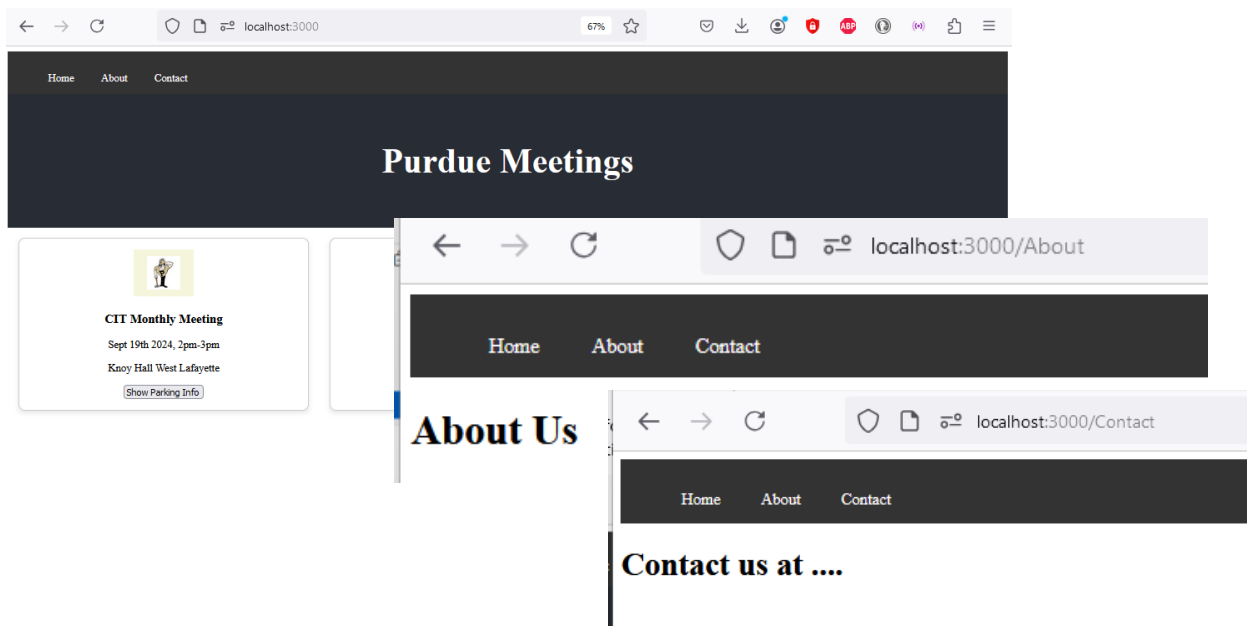 localhost:3000
67%
ABP
Home About Contact
Purdue Meetings
CIT Monthly Meeting
Sept 19th 2024, 2pm-3pm
Knoy Hall West Lafayette
Show Parking Info
localhost:3000/About
Home About Contact
About Us
localhost:3000/Contact
Home About Contact
Contact us at ....